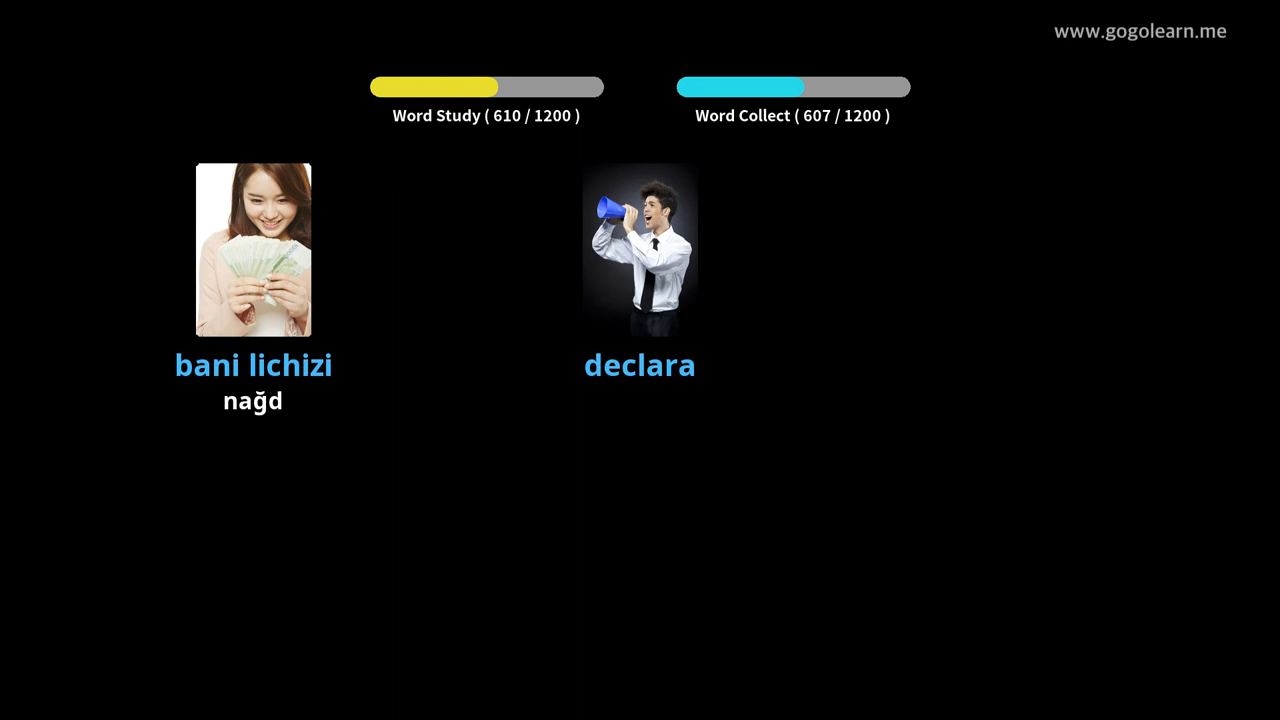 www.gogolearn.me
Word Study ( 610 / 1200 )
Word Collect ( 607 / 1200 )
bani lichizi
nağd
declara